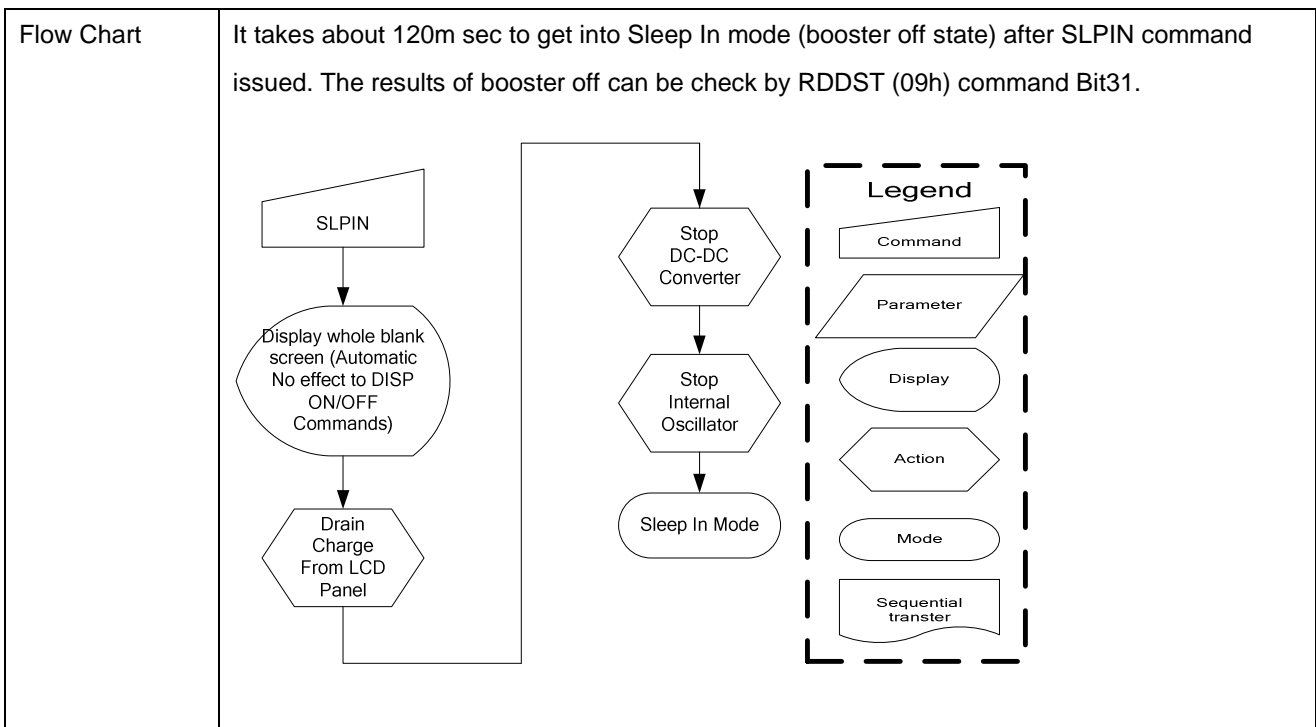 Flow Chart
It takes about 120m sec to get into Sleep In mode (booster off state) after SLPIN command
issued. The results of booster off can be check by RDDST (09h) command Bit31.
SLPIN
Display whole blank
screen (Automatic
No effect to DISP
ON/OFF
Commands)
Drain
Charge
From LCD
Panel
Stop
DC-DC
Converter
Stop
Internal
Oscillator
Sleep In Mode
Legend
Command
Parameter
Display
Action
Mode
Sequential
transter